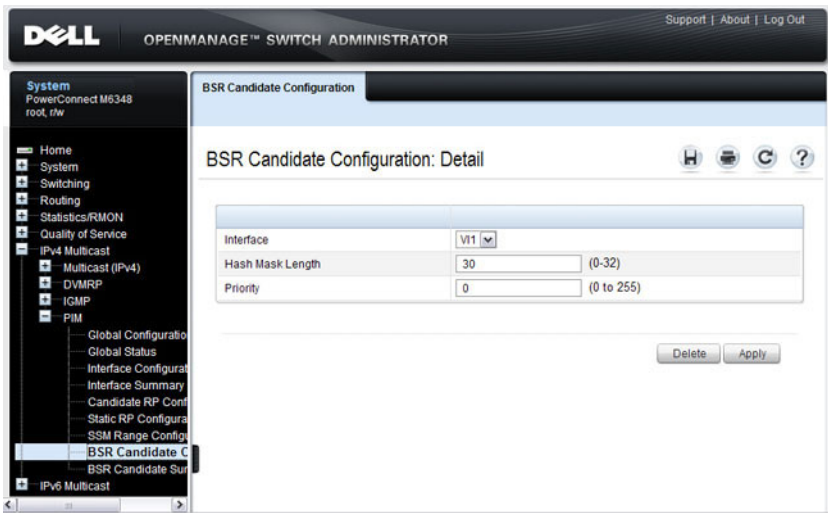 Support | About | Log Out
DELL OPENMANAGE™ SWITCH ADMINISTRATOR
System
PowerConnect M6348
root, r/w
Home
System
Switching
Routing
Statistics/RMON
Quality of Service
IPv4 Multicast
Multicast (IPv4)
DVMRP
IGMP
PIM
Global Configuratio
Global Status
Interface Configurat
Interface Summary
Candidate RP Conf
Static RP Configura
SSM Range Configu
BSR Candidate C
BSR Candidate Sur
IPv6 Multicast
BSR Candidate Configuration
BSR Candidate Configuration: Detail
?
Interface Vl1
Hash Mask Length 30 (0-32)
Priority 0 (0 to 255)
Delete Apply